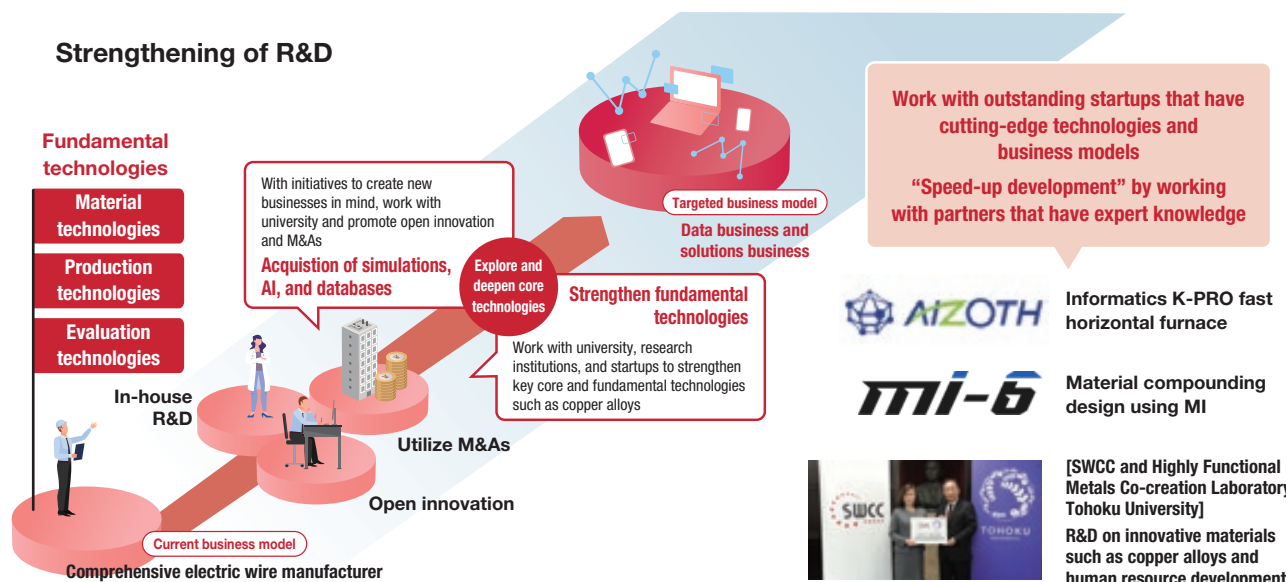 Strengthening of R&D
Fundamental
technologies
Material
technologies
Production
technologies
Evaluation
technologies
With initiatives to create new
businesses in mind, work with
university and promote open innovation
and M&As
Acquistion of simulations,
AI, and databases
Explore and
deepen core
technologies
Strengthen fundamental
technologies
Work with university, research
institutions, and startups to strengthen
key core and fundamental technologies
such as copper alloys
Targeted business model
Data business and
solutions business
In-house
R&D
Utilize M&As
Open innovation
Current business model
Comprehensive electric wire manufacturer
Work with outstanding startups that have
cutting-edge technologies and
business models
“Speed-up development” by working
with partners that have expert knowledge
AIZOTH
Informatics K-PRO fast
horizontal furnace
mi-6
Material compounding
design using MI
SWCC
TOHOKU
[SWCC and Highly Functional
Metals Co-creation Laboratory
Tohoku University]
R&D on innovative materials
such as copper alloys and
human resource development